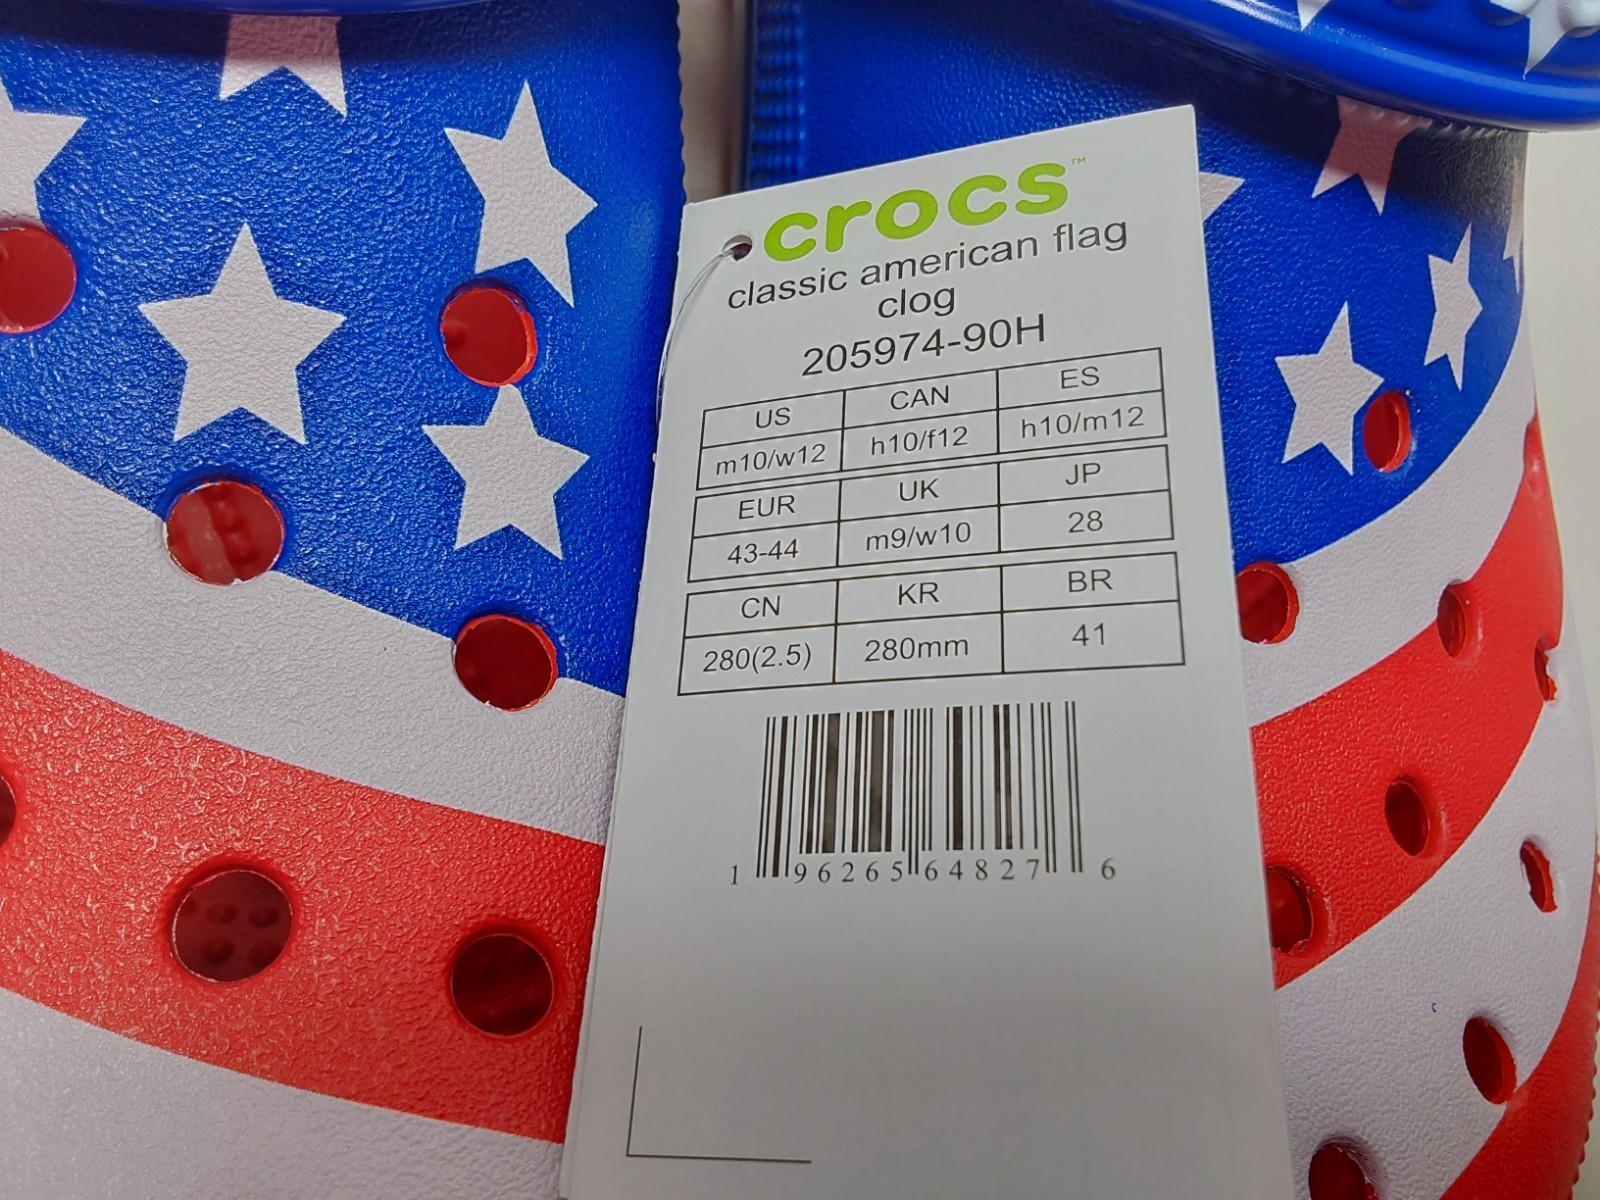 crocs™
classic american flag
clog
205974-90H
US CAN ES
m10/w12 h10/f12 h10/m12
EUR UK JP
43-44 m9/w10 28
CN KR BR
280(2.5) 280mm 41
1 96265 64827 6